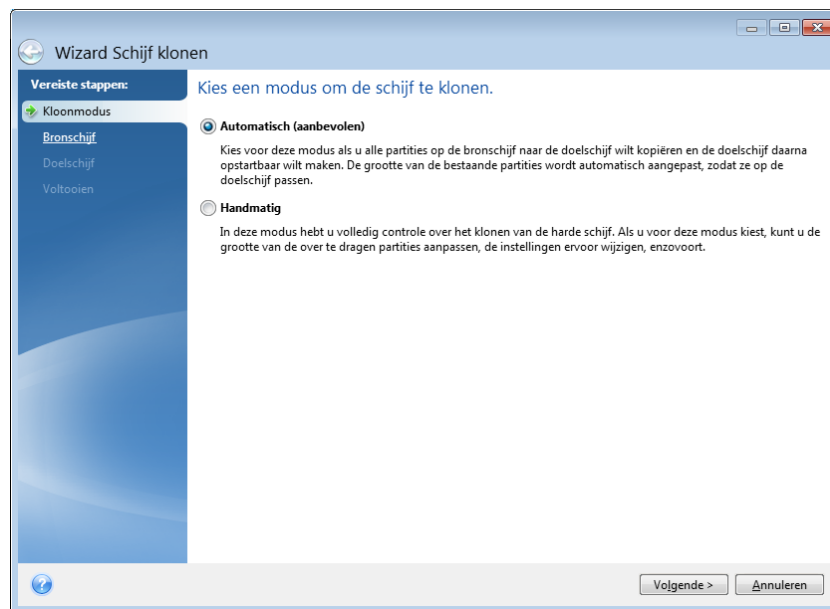 Wizard Schijf klonen
Vereiste stappen:
Kloonmodus
Bronschijf
Doelschijf
Voltooien
Kies een modus om de schijf te klonen.
Automatisch (aanbevolen)
Kies voor deze modus als u alle partities op de bronschijf naar de doelschijf wilt kopiëren en de doelschijf daarna
opstartbaar wilt maken. De grootte van de bestaande partities wordt automatisch aangepast, zodat ze op de
doelschijf passen.
Handmatig
In deze modus hebt u volledig controle over het klonen van de harde schijf. Als u voor deze modus kiest, kunt u de
grootte van de over te dragen partities aanpassen, de instellingen ervoor wijzigen, enzovoort.
Volgende >
Annuleren